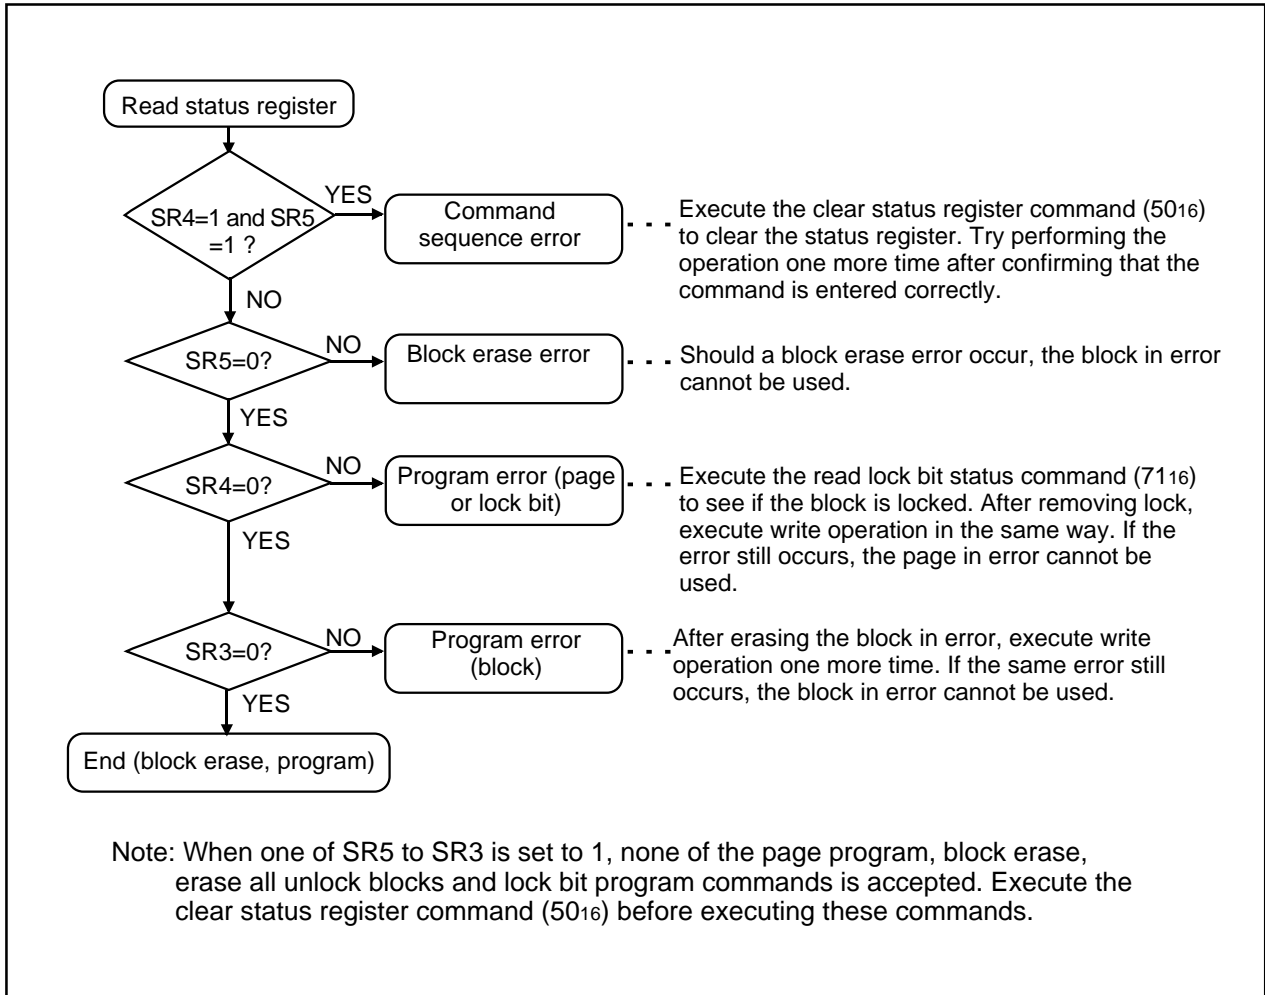 Read status register
SR4=1 and SR5
=1 ?
YES
Command
sequence error
Execute the clear status register command (5016)
to clear the status register. Try performing the
operation one more time after confirming that the
command is entered correctly.
NO
SR5=0?
NO
Block erase error
Should a block erase error occur, the block in error
cannot be used.
YES
SR4=0?
NO
Program error (page
or lock bit)
Execute the read lock bit status command (7116)
to see if the block is locked. After removing lock,
execute write operation in the same way. If the
error still occurs, the page in error cannot be
used.
YES
SR3=0?
NO
Program error
(block)
After erasing the block in error, execute write
operation one more time. If the same error still
occurs, the block in error cannot be used.
YES
End (block erase, program)
Note: When one of SR5 to SR3 is set to 1, none of the page program, block erase,
erase all unlock blocks and lock bit program commands is accepted. Execute the
clear status register command (5016) before executing these commands.